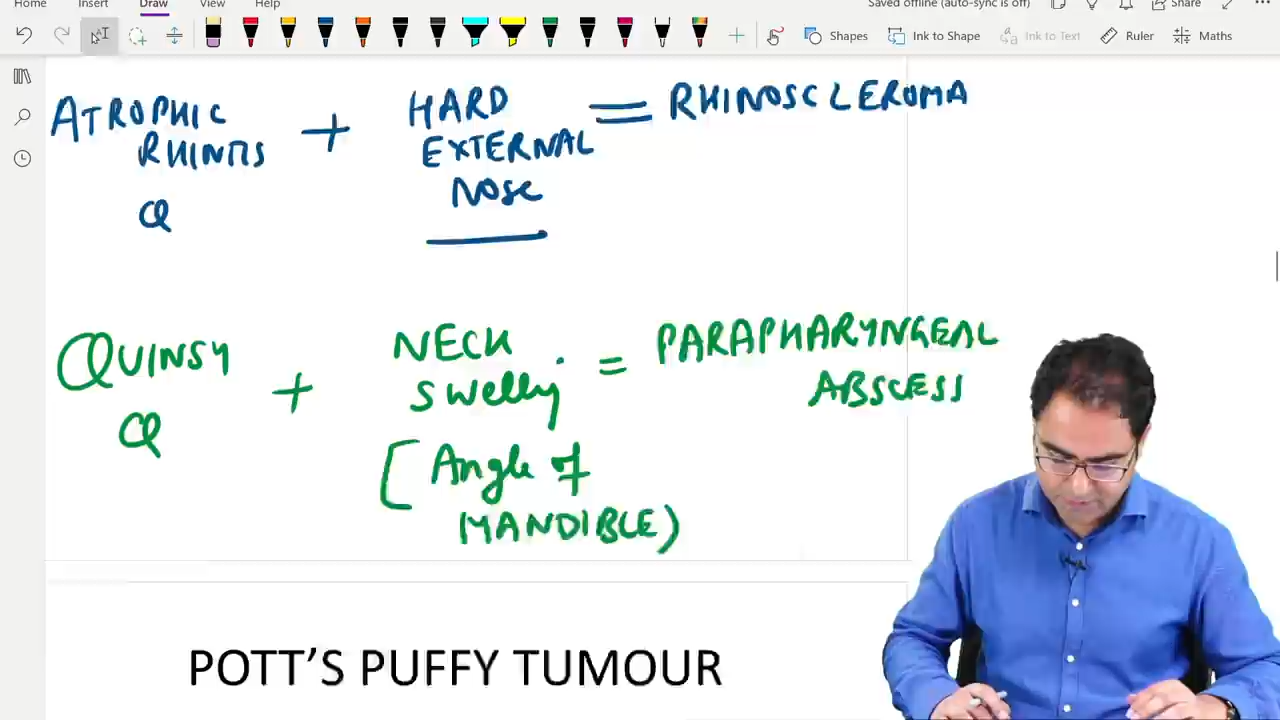 Home Insert Draw View Help Saved offline (auto-sync is off) Share
Shapes Ink to Shape Ink to Text Ruler Maths
ATROPHIC RHINITIS + HARD EXTERNAL NOSE = RHINOSCLEROMA
Q
QUINSY + NECK Swelling = PARAPHARYNGEAL ABSCESS
Q
[Angle of
MANDIBLE)
POTT'S PUFFY TUMOUR